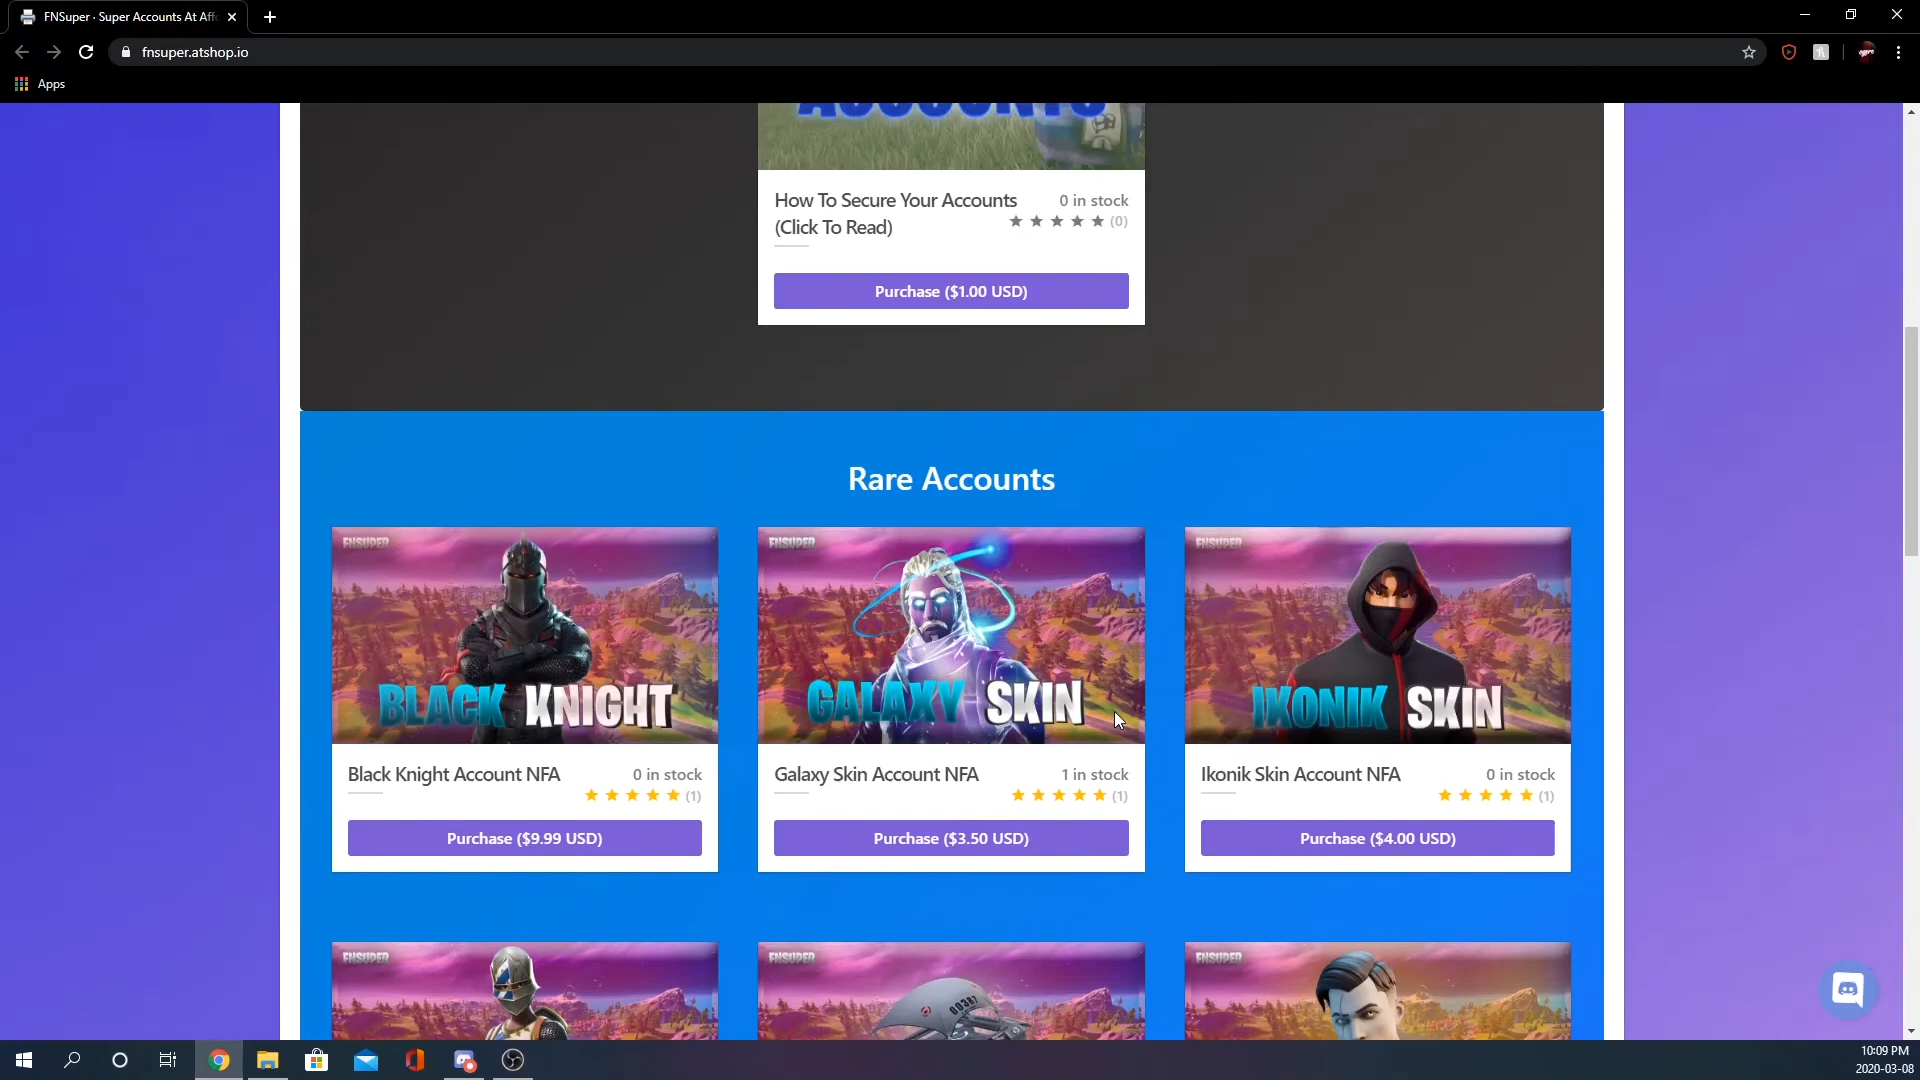 FNSuper · Super Accounts At Affo
fnsuper.atshop.io
Apps
ACCOUNTS
How To Secure Your Accounts
(Click To Read)
0 in stock
(0)
Purchase ($1.00 USD)
Rare Accounts
FNSUPER
BLACK KNIGHT
Black Knight Account NFA
0 in stock
(1)
Purchase ($9.99 USD)
FNSUPER
GALAXY SKIN
Galaxy Skin Account NFA
1 in stock
(1)
Purchase ($3.50 USD)
FNSUPER
IKONIK SKIN
Ikonik Skin Account NFA
0 in stock
(1)
Purchase ($4.00 USD)
FNSUPER
FNSUPER
09387
FNSUPER
10:09 PM
2020-03-08